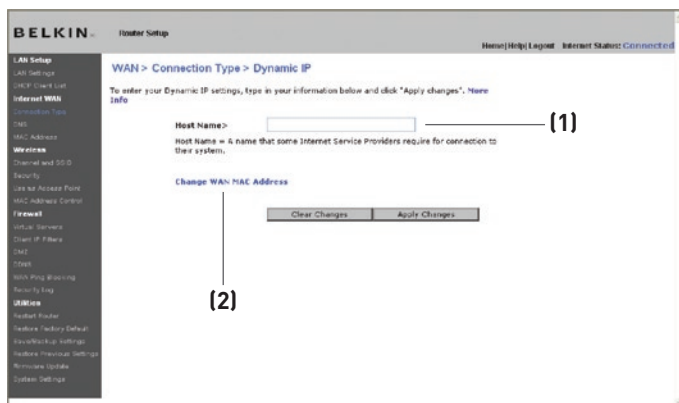 BELKIN
Router Setup
Home|Help|Logout Internet Status: Connected
LAN Setup
LAN Settings
DHCP Client List
Internet WAN
Connection Type
DNS
MAC Address
Wireless
Channel and SSID
Security
Use as Access Point
MAC Address Control
Firewall
Virtual Servers
Client IP Filters
DMZ
DDNS
WAN Ping Blocking
Security Log
Utilities
Restart Router
Restore Factory Default
Save/Backup Settings
Restore Previous Settings
Firmware Update
System Settings
WAN > Connection Type > Dynamic IP
To enter your Dynamic IP settings, type in your information below and click "Apply changes". More
Info
Host Name>
(1)
Host Name = A name that some Internet Service Providers require for connection to
their system.
Change WAN MAC Address
Clear Changes
Apply Changes
(2)